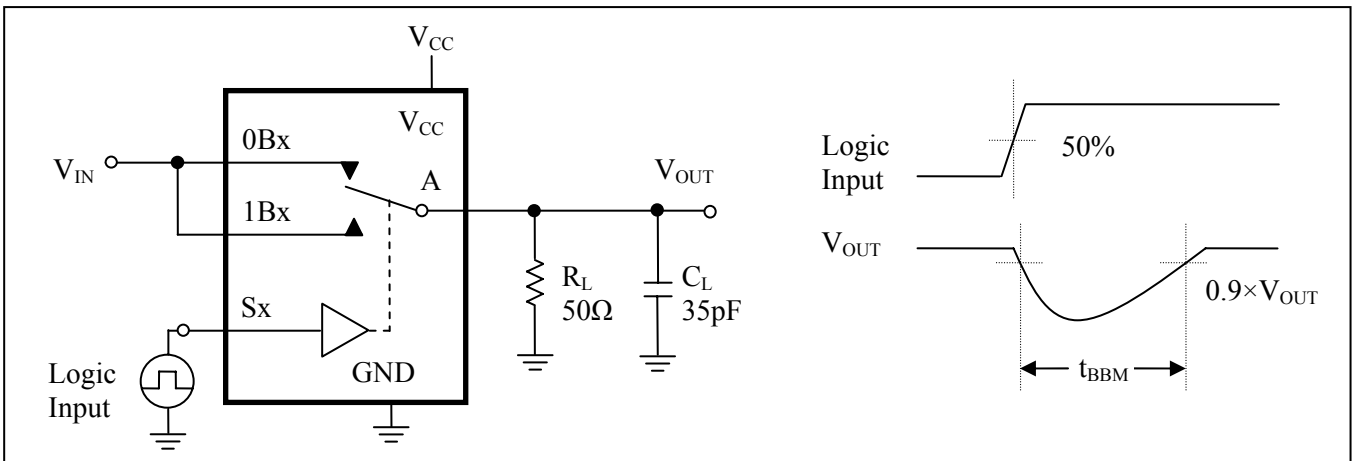 V_CC
V_CC
0Bx
V_IN
1Bx
A
V_OUT
R_L
50Ω
C_L
35pF
Sx
Logic
Input
GND
Logic
Input
50%
V_OUT
0.9×V_OUT
t_BBM